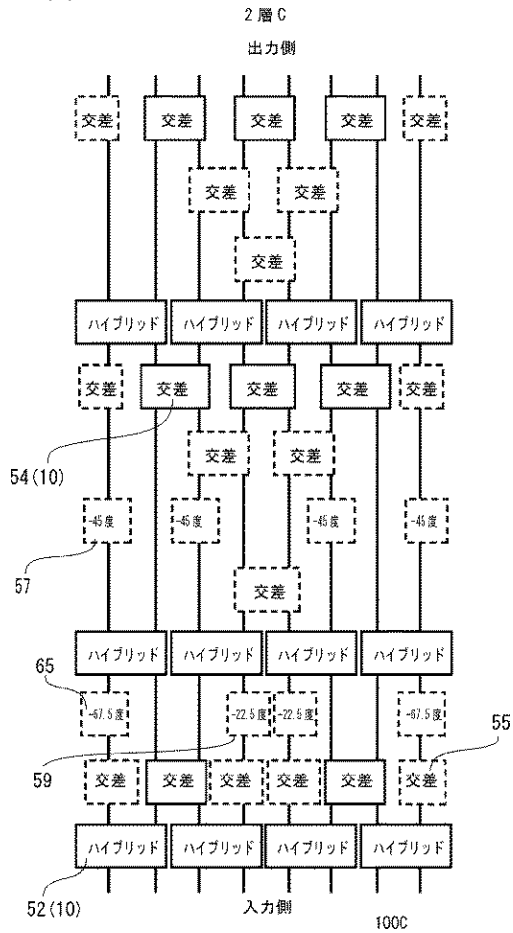 2層C
出力側
交差 交差 交差 交差 交差
交差 交差
交差
ハイブリッド ハイブリッド ハイブリッド ハイブリッド
交差 交差 交差 交差 交差
交差 交差
54(10)
-45度 -45度 -45度 -45度
57
交差
ハイブリッド ハイブリッド ハイブリッド ハイブリッド
65
-67.5度 -22.5度 -22.5度 -67.5度
55
59
交差 交差 交差 交差 交差 交差
ハイブリッド ハイブリッド ハイブリッド ハイブリッド
52(10)
入力側
100C